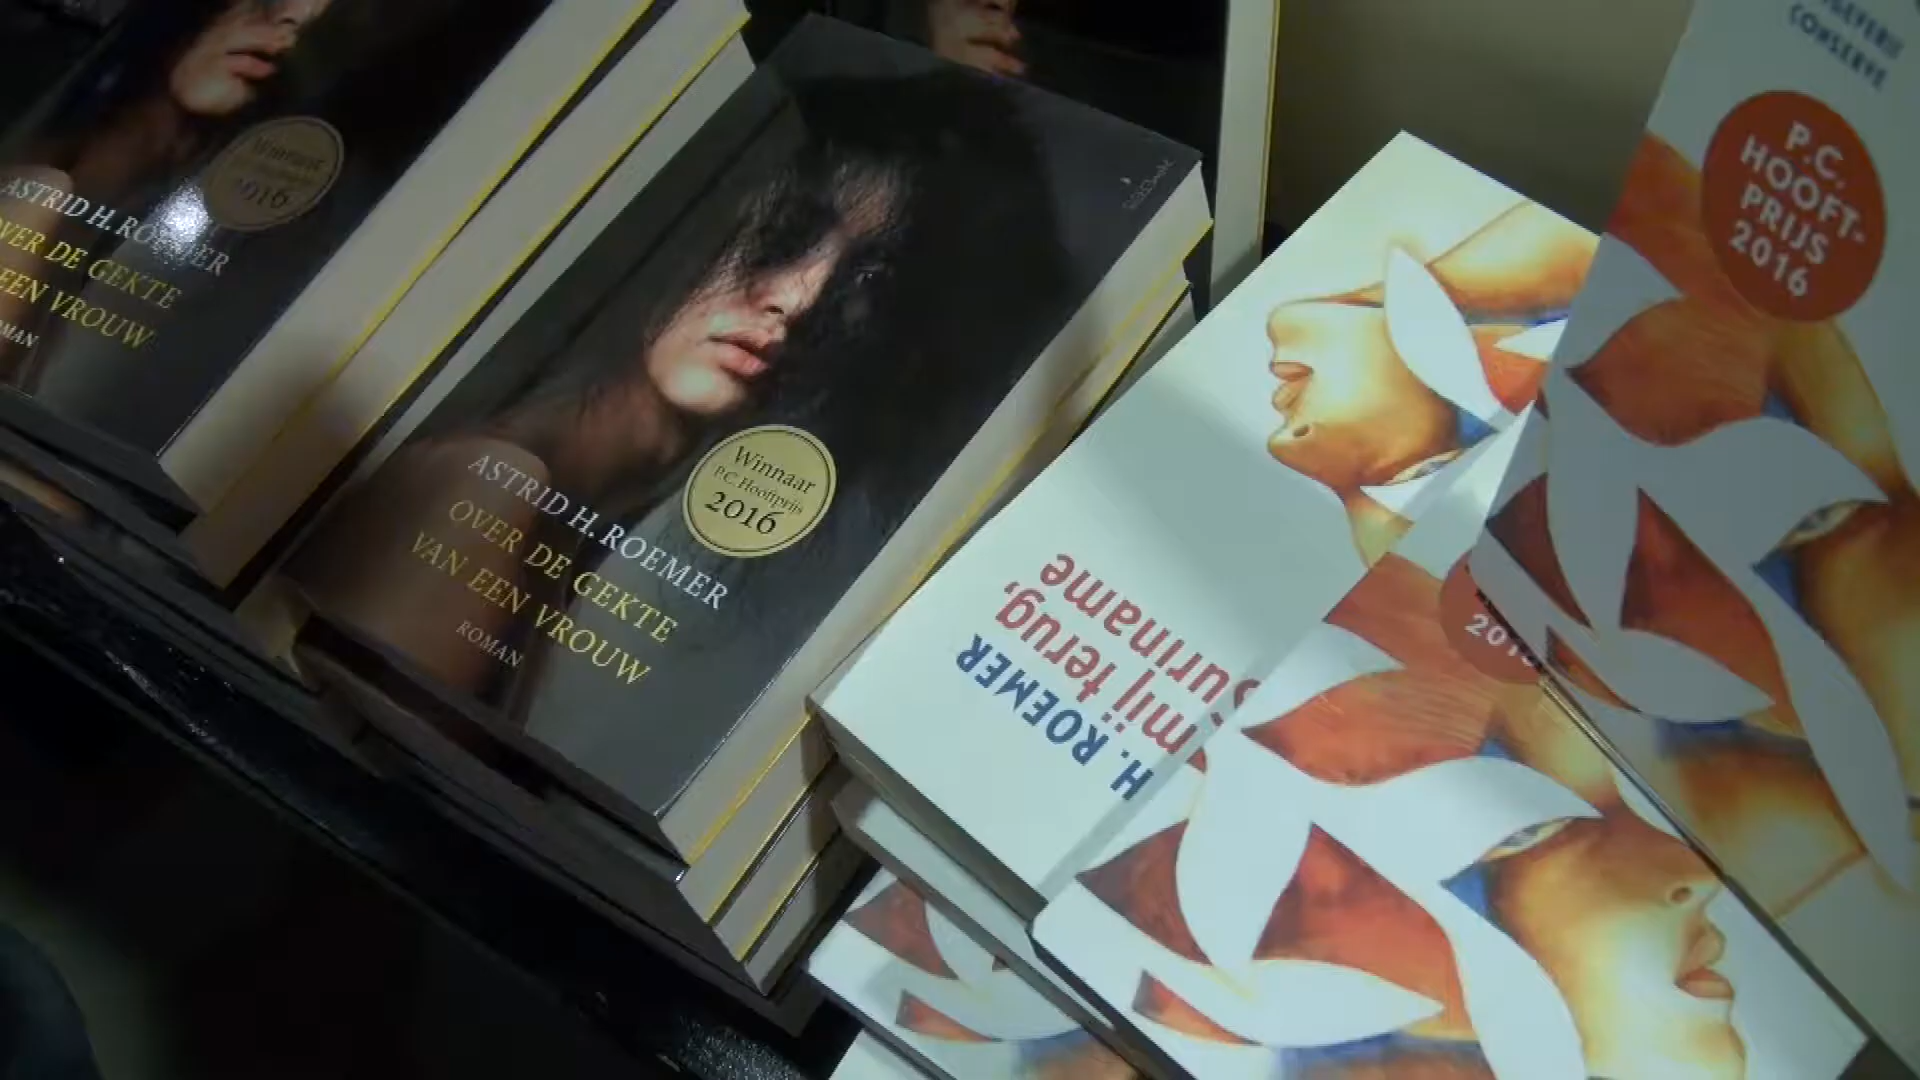 Winnaar
2016
ASTRID H. ROEMER
OVER DE GEKTE
EEN VROUW
Winnaar
P.C. Hooftprijs
2016
ASTRID H. ROEMER
OVER DE GEKTE
VAN EEN VROUW
ROMAN
H. ROEMER
mij terug,
Suriname
CONSERVE
P.C.
HOOFT-
PRIJS
2016